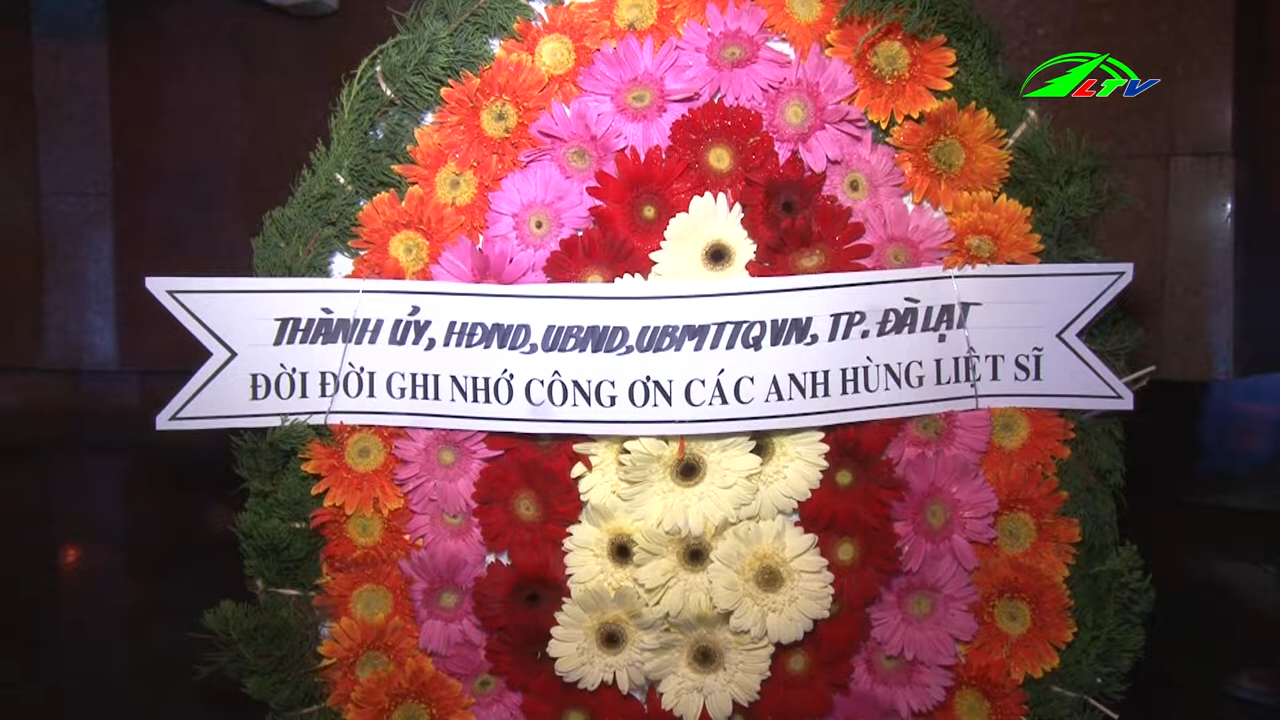 LTV
THÀNH ỦY, HĐND, UBND, UBMTTQVN, TP. ĐÀ LẠT
ĐỜI ĐỜI GHI NHỚ CÔNG ƠN CÁC ANH HÙNG LIỆT SĨ